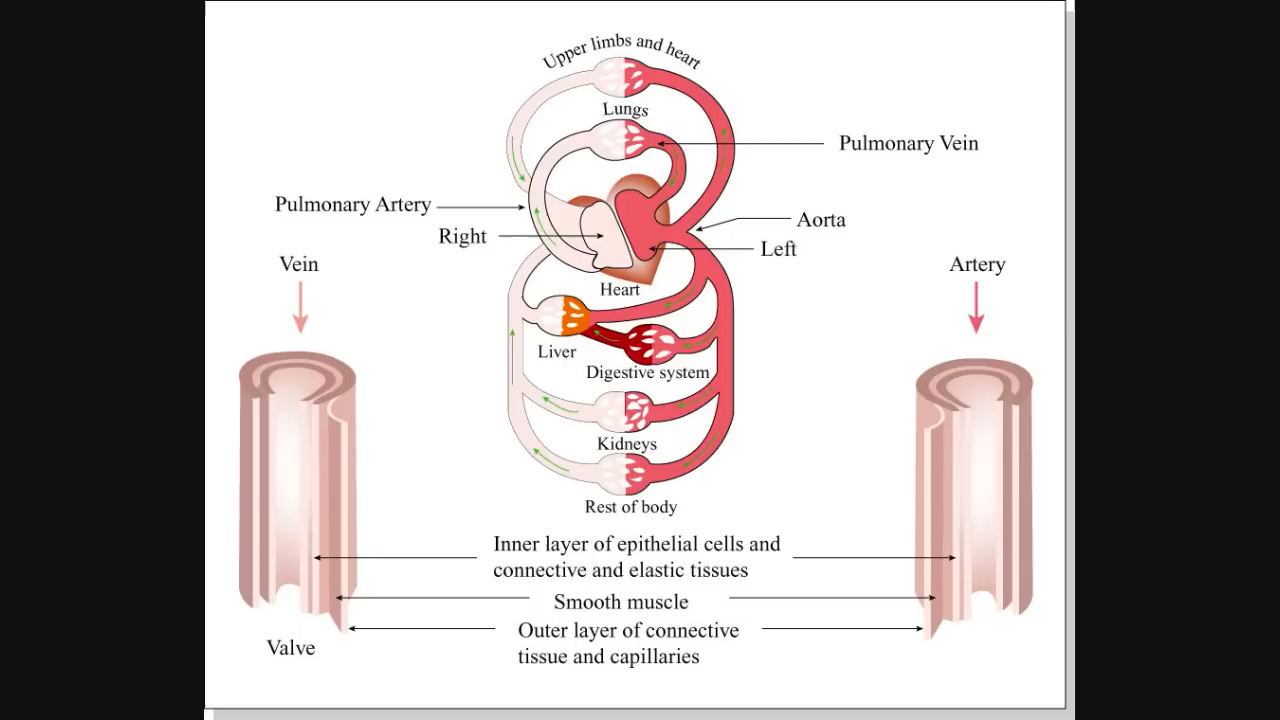 Upper limbs and heart
Lungs
Pulmonary Vein
Pulmonary Artery
Aorta
Right
Left
Vein
Artery
Heart
Liver
Digestive system
Kidneys
Rest of body
Inner layer of epithelial cells and
connective and elastic tissues
Smooth muscle
Outer layer of connective
tissue and capillaries
Valve